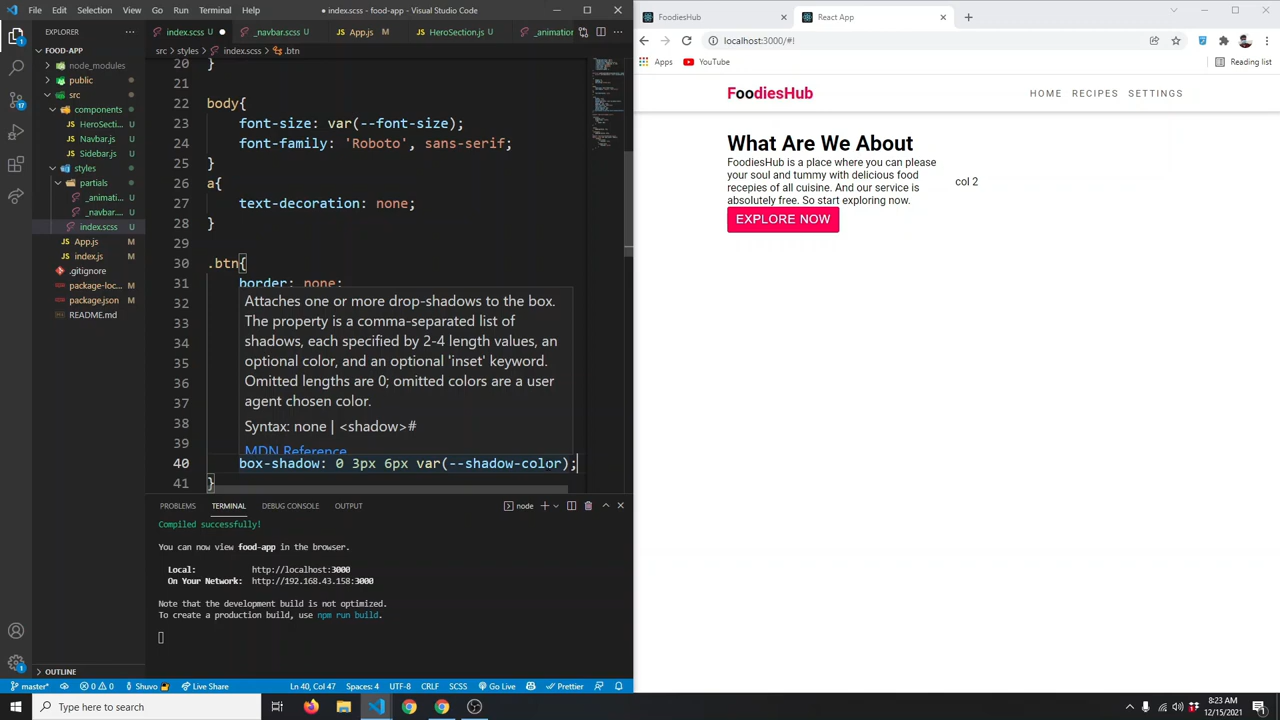 File Edit Selection View Go Run Terminal
● index.scss - food-app - Visual Studio Code
FoodiesHub
React App
localhost:3000/#!
Apps YouTube
Reading list
EXPLORER
FOOD-APP
node_modules
public
src
components
HeroSecti... U
Navbar.js U
Sidebar.js U
styles
partials
_animati... U
_navbar.... U
index.scss U
App.js M
index.js M
.gitignore
package-loc... M
package.json M
README.md
OUTLINE
index.scss U ● _navbar.scss U App.js M HeroSection.js U _animation
src > styles > index.scss > .btn
20 }
21
22 body{
23 font-size: var(--font-size);
24 font-family: 'Roboto', sans-serif;
25 }
26 a{
27 text-decoration: none;
28 }
29
30 .btn{
31 border: none;
32
33
34
35
36
37
38
39
40 box-shadow: 0 3px 6px var(--shadow-color);
41 }
Attaches one or more drop-shadows to the box.
The property is a comma-separated list of
shadows, each specified by 2-4 length values, an
optional color, and an optional 'inset' keyword.
Omitted lengths are 0; omitted colors are a user
agent chosen color.
Syntax: none | <shadow>#
MDN Reference
PROBLEMS TERMINAL DEBUG CONSOLE OUTPUT
node
Compiled successfully!
You can now view food-app in the browser.
Local: http://localhost:3000
On Your Network: http://192.168.43.158:3000
Note that the development build is not optimized.
To create a production build, use npm run build.
FoodiesHub
HOME RECIPES SETTINGS
What Are We About
FoodiesHub is a place where you can please
your soul and tummy with delicious food
recepies of all cuisine. And our service is
absolutely free. So start exploring now.
EXPLORE NOW
col 2
master* 0 0 Shuvo Live Share
Ln 40, Col 47 Spaces: 4 UTF-8 CRLF SCSS Go Live Prettier
Type here to search
8:23 AM
12/15/2021